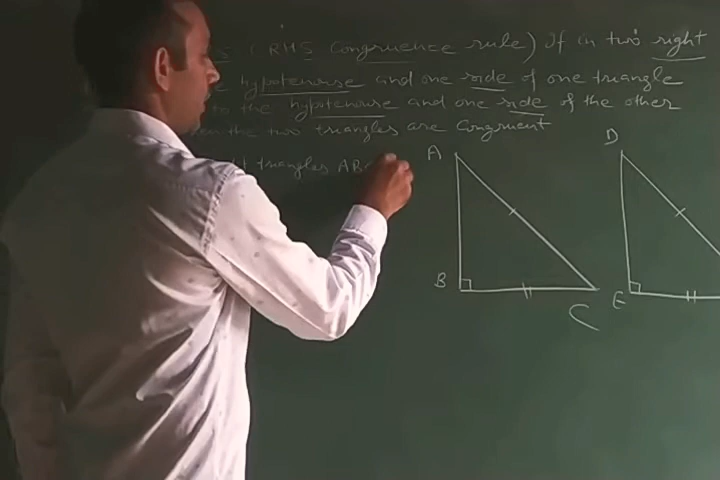 ( RHS Congruence rule) If in two right
hypotenuse and one side of one triangle
to the hypotenuse and one side of the other
the two triangles are congruent
triangles ABC
A
D
B
C
E